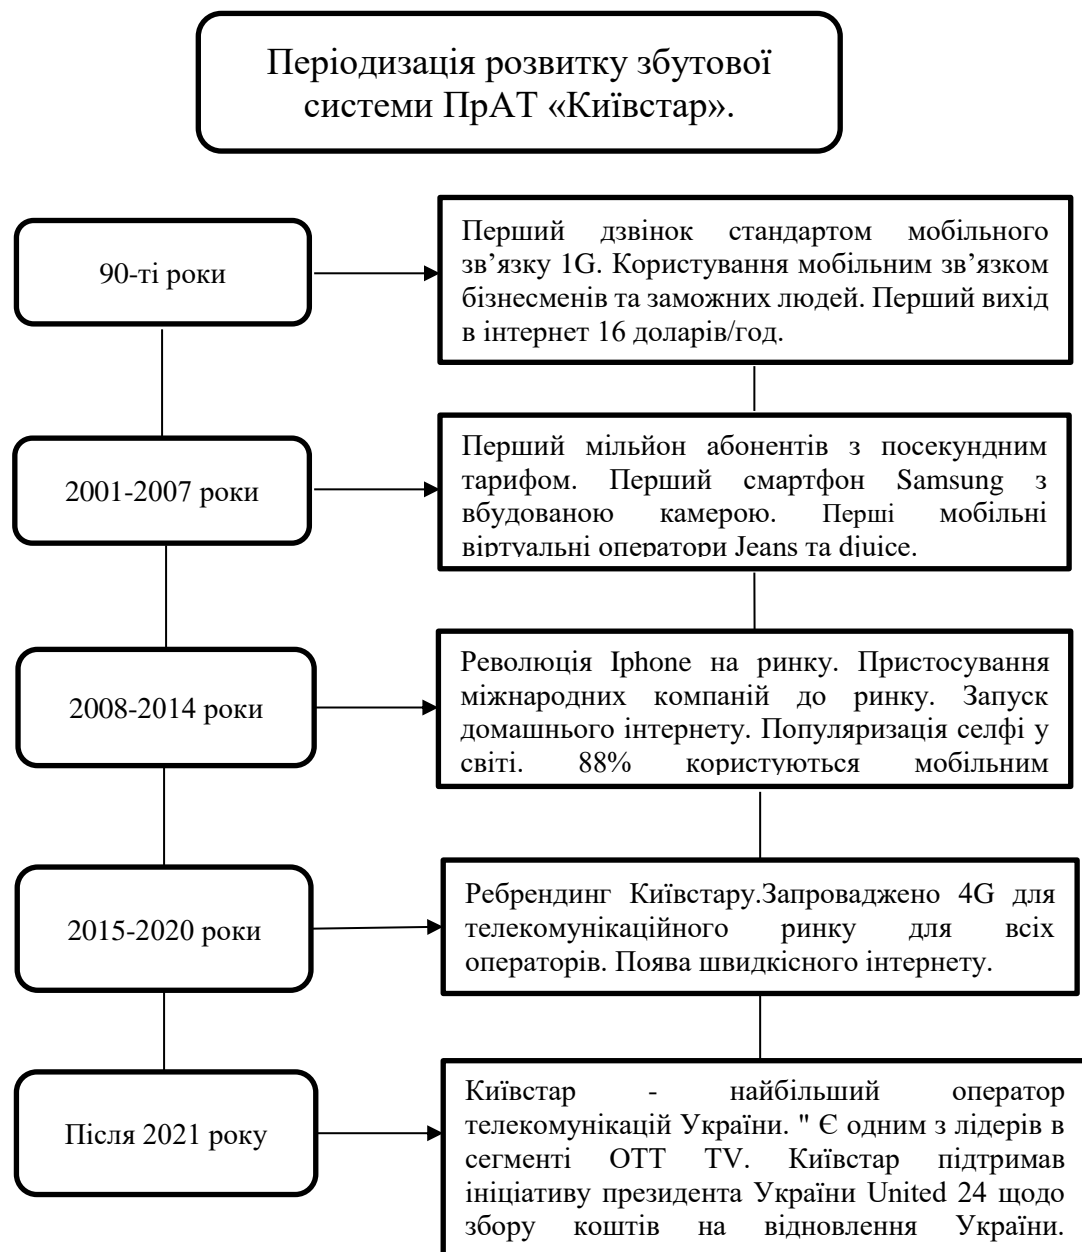 Періодизація розвитку збутової
системи ПрАТ «Київстар».
90-ті роки
Перший дзвінок стандартом мобільного
зв’язку 1G. Користування мобільним зв’язком
бізнесменів та заможних людей. Перший вихід
в інтернет 16 доларів/год.
2001-2007 роки
Перший мільйон абонентів з посекундним
тарифом. Перший смартфон Samsung з
вбудованою камерою. Перші мобільні
віртуальні оператори Jeans та djuice.
2008-2014 роки
Революція Iphone на ринку. Пристосування
міжнародних компаній до ринку. Запуск
домашнього інтернету. Популяризація селфі у
світі. 88% користуються мобільним
2015-2020 роки
Ребрендинг Київстару.Запроваджено 4G для
телекомунікаційного ринку для всіх
операторів. Поява швидкісного інтернету.
Після 2021 року
Київстар - найбільший оператор
телекомунікацій України. " Є одним з лідерів в
сегменті OTT TV. Київстар підтримав
ініціативу президента України United 24 щодо
збору коштів на відновлення України.